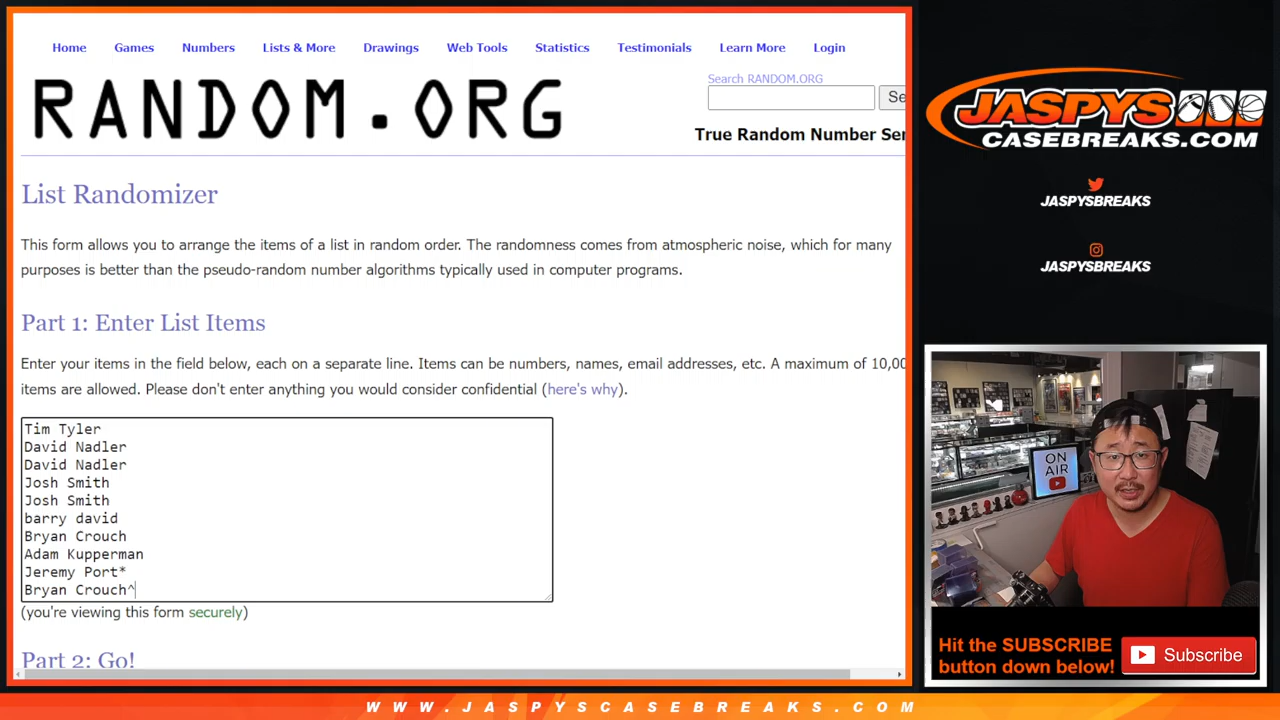 Home Games Numbers Lists & More Drawings Web Tools Statistics Testimonials Learn More Login
RANDOM.ORG
Search RANDOM.ORG
Se
True Random Number Ser
List Randomizer
This form allows you to arrange the items of a list in random order. The randomness comes from atmospheric noise, which for many
purposes is better than the pseudo-random number algorithms typically used in computer programs.
Part 1: Enter List Items
Enter your items in the field below, each on a separate line. Items can be numbers, names, email addresses, etc. A maximum of 10,00
items are allowed. Please don't enter anything you would consider confidential (here's why).
Tim Tyler
David Nadler
David Nadler
Josh Smith
Josh Smith
barry david
Bryan Crouch
Adam Kupperman
Jeremy Port*
Bryan Crouch^
(you're viewing this form securely)
Part 2: Go!
JASPYS
CASEBREAKS.COM
JASPYSBREAKS
JASPYSBREAKS
ON
AIR
Hit the SUBSCRIBE
button down below!
Subscribe
WWW.JASPYSCASEBREAKS.COM